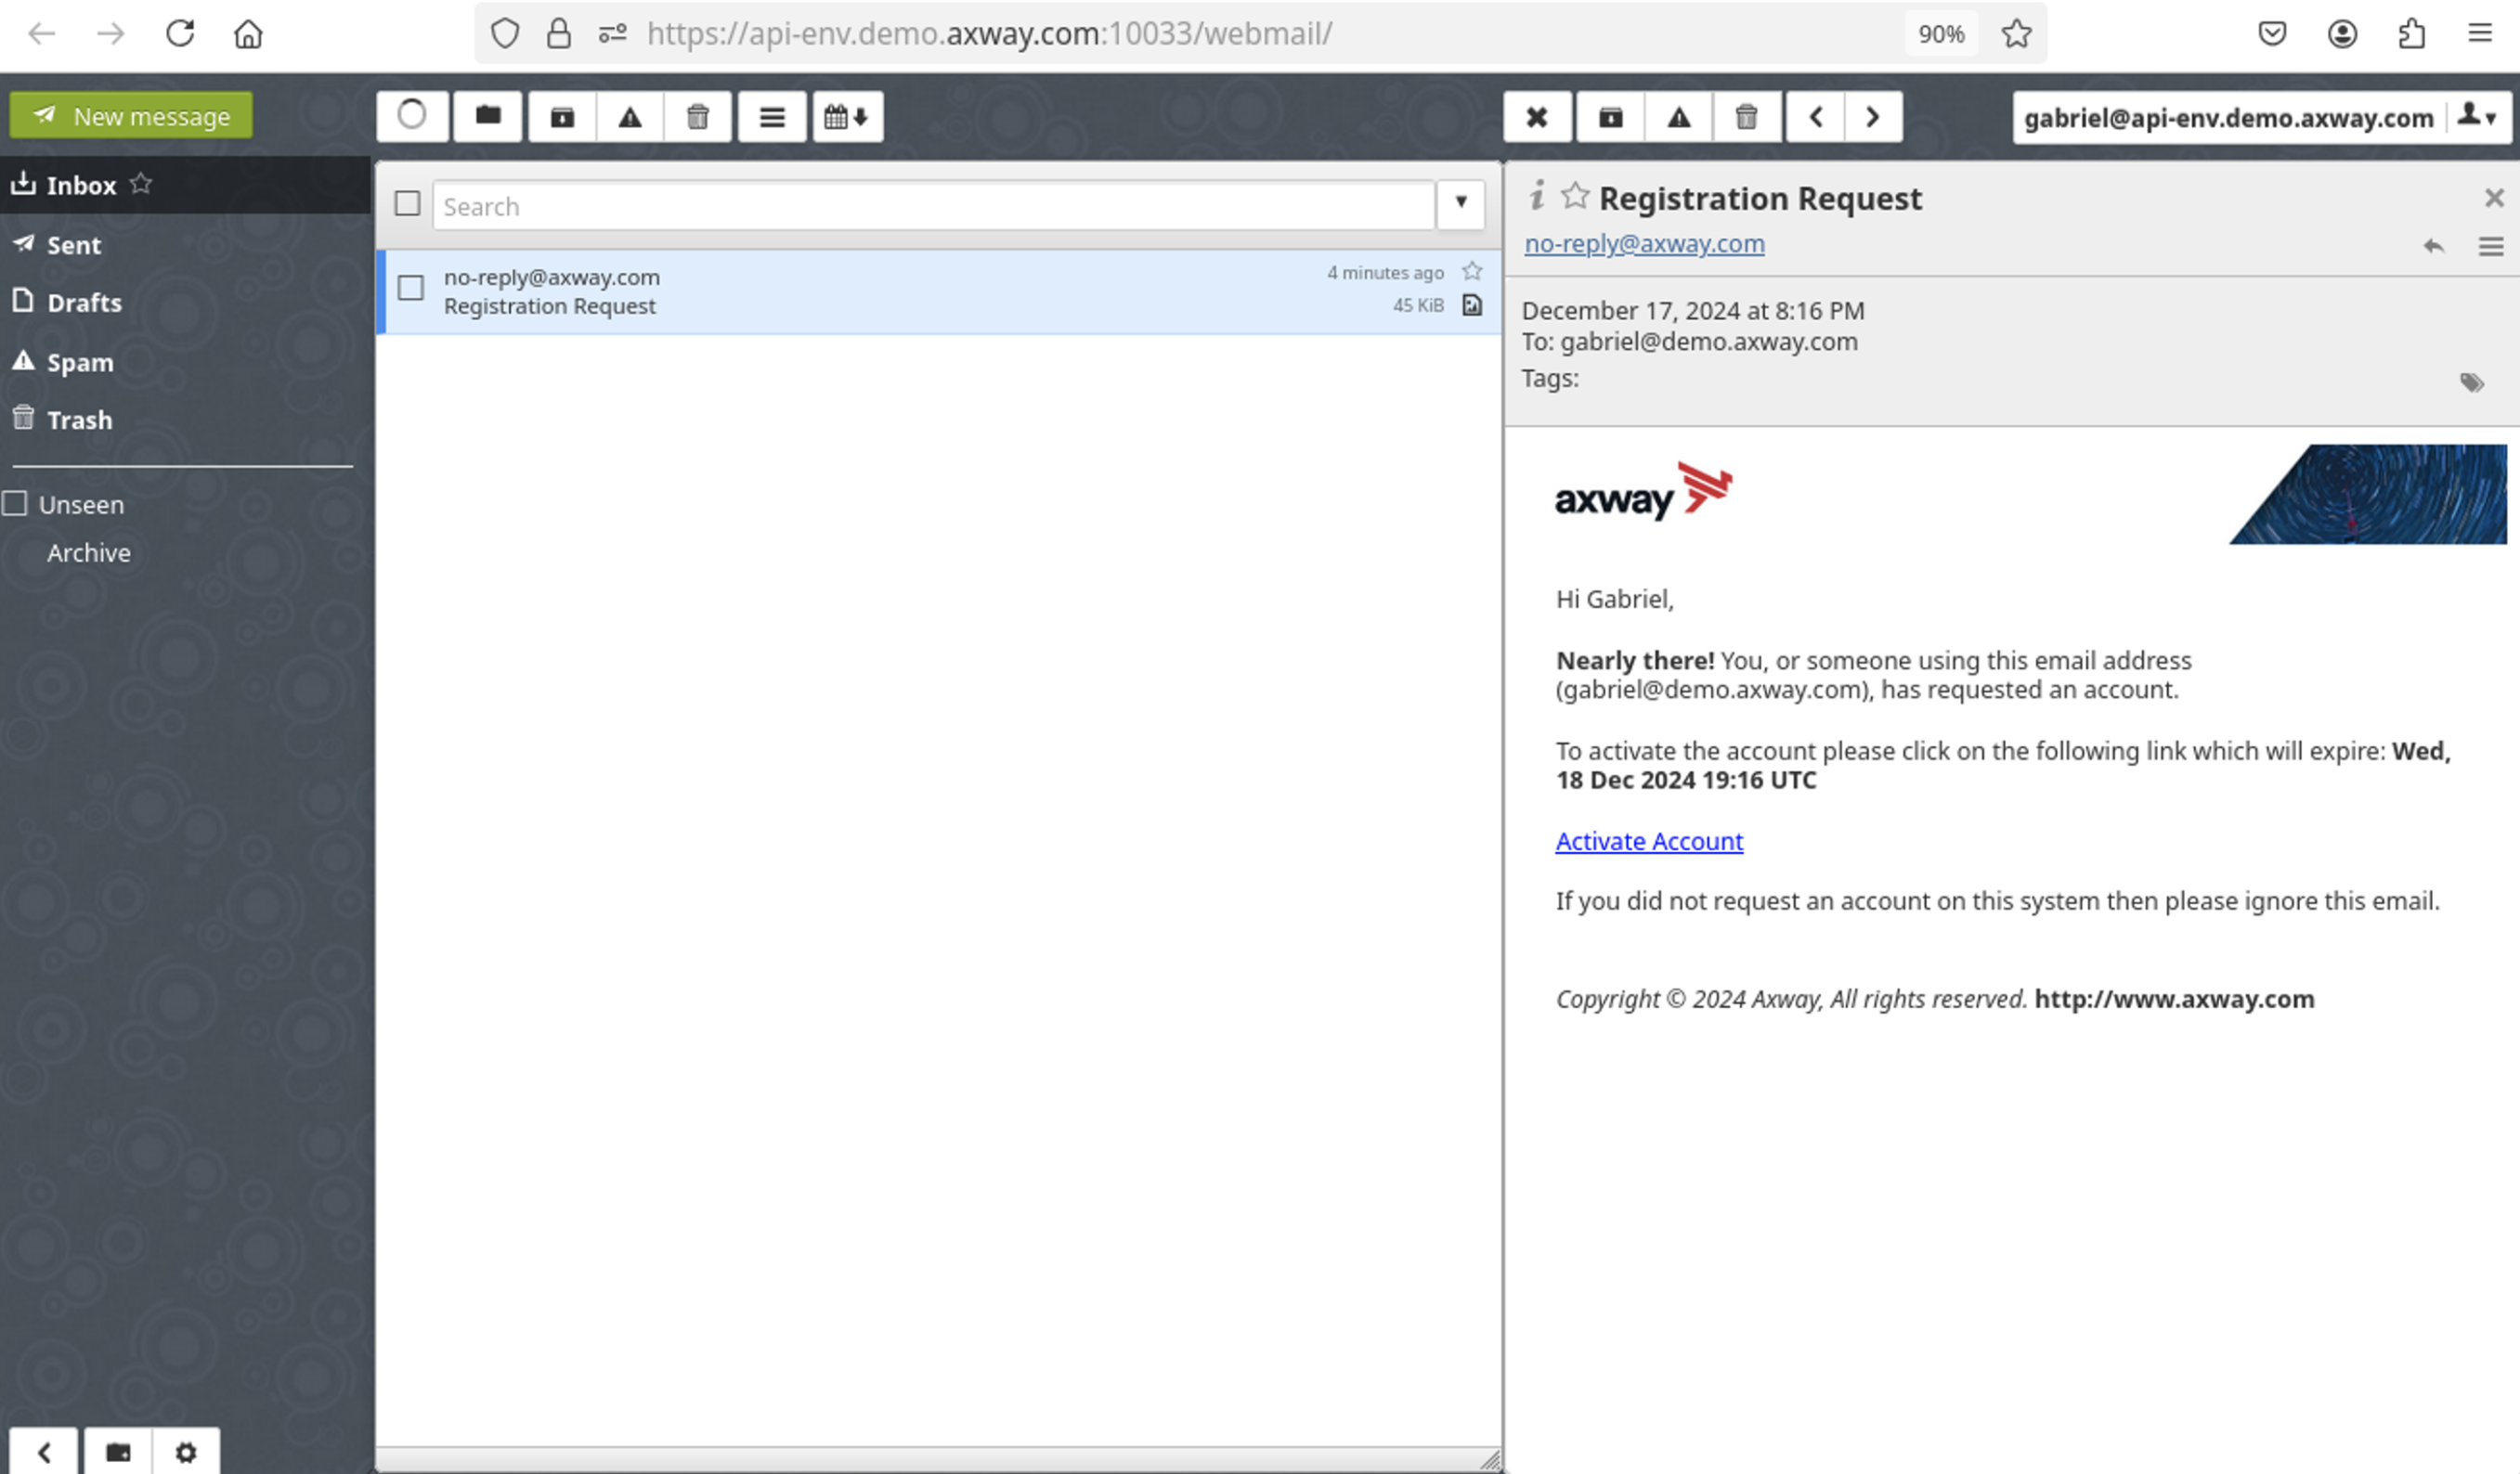 https://api-env.demo.axway.com:10033/webmail/
90%
New message
gabriel@api-env.demo.axway.com
Inbox
Sent
Drafts
Spam
Trash
Unseen
Archive
Search
no-reply@axway.com
4 minutes ago
Registration Request
45 KiB
Registration Request
no-reply@axway.com
December 17, 2024 at 8:16 PM
To: gabriel@demo.axway.com
Tags:
axway
Hi Gabriel,
Nearly there! You, or someone using this email address
(gabriel@demo.axway.com), has requested an account.
To activate the account please click on the following link which will expire: Wed,
18 Dec 2024 19:16 UTC
Activate Account
If you did not request an account on this system then please ignore this email.
Copyright © 2024 Axway, All rights reserved. http://www.axway.com